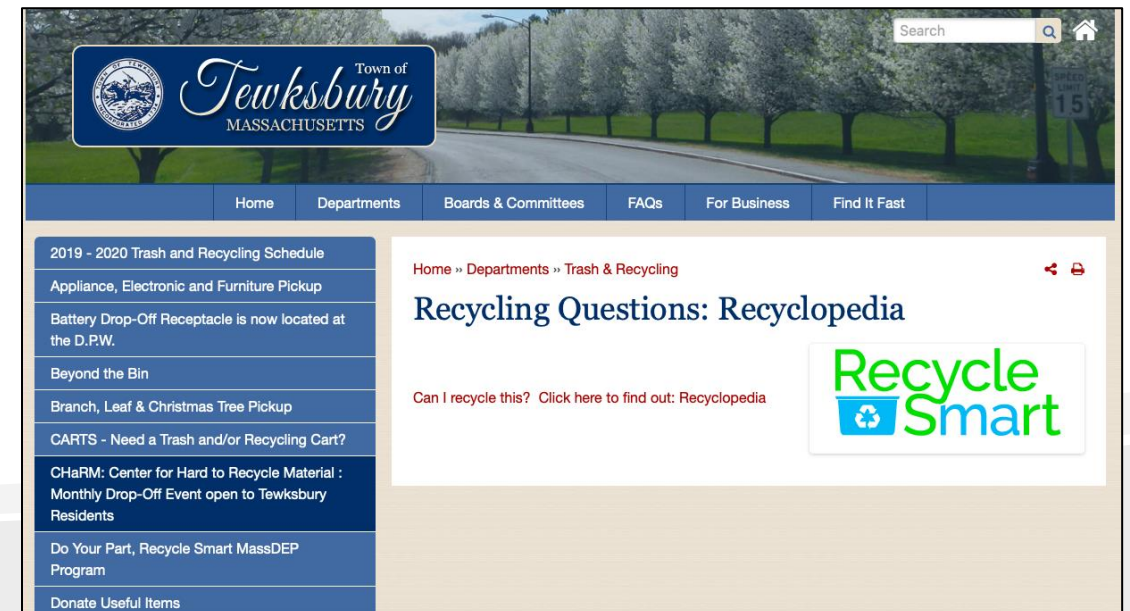 Search
Town of
Tewksbury
MASSACHUSETTS
SPEED
LIMIT
15
Home Departments Boards & Committees FAQs For Business Find It Fast
2019 - 2020 Trash and Recycling Schedule
Appliance, Electronic and Furniture Pickup
Battery Drop-Off Receptacle is now located at
the D.P.W.
Beyond the Bin
Branch, Leaf & Christmas Tree Pickup
CARTS - Need a Trash and/or Recycling Cart?
CHaRM: Center for Hard to Recycle Material :
Monthly Drop-Off Event open to Tewksbury
Residents
Do Your Part, Recycle Smart MassDEP
Program
Donate Useful Items
Home » Departments » Trash & Recycling
Recycling Questions: Recyclopedia
Can I recycle this? Click here to find out: Recyclopedia
Recycle
Smart